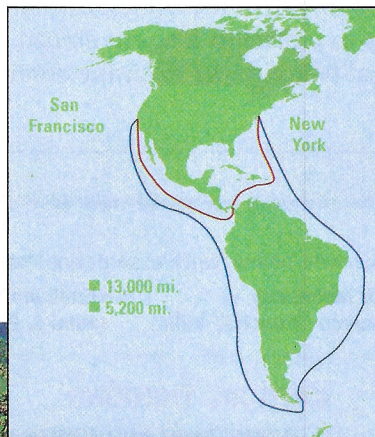 San
Francisco
New
York
13,000 mi.
5,200 mi.